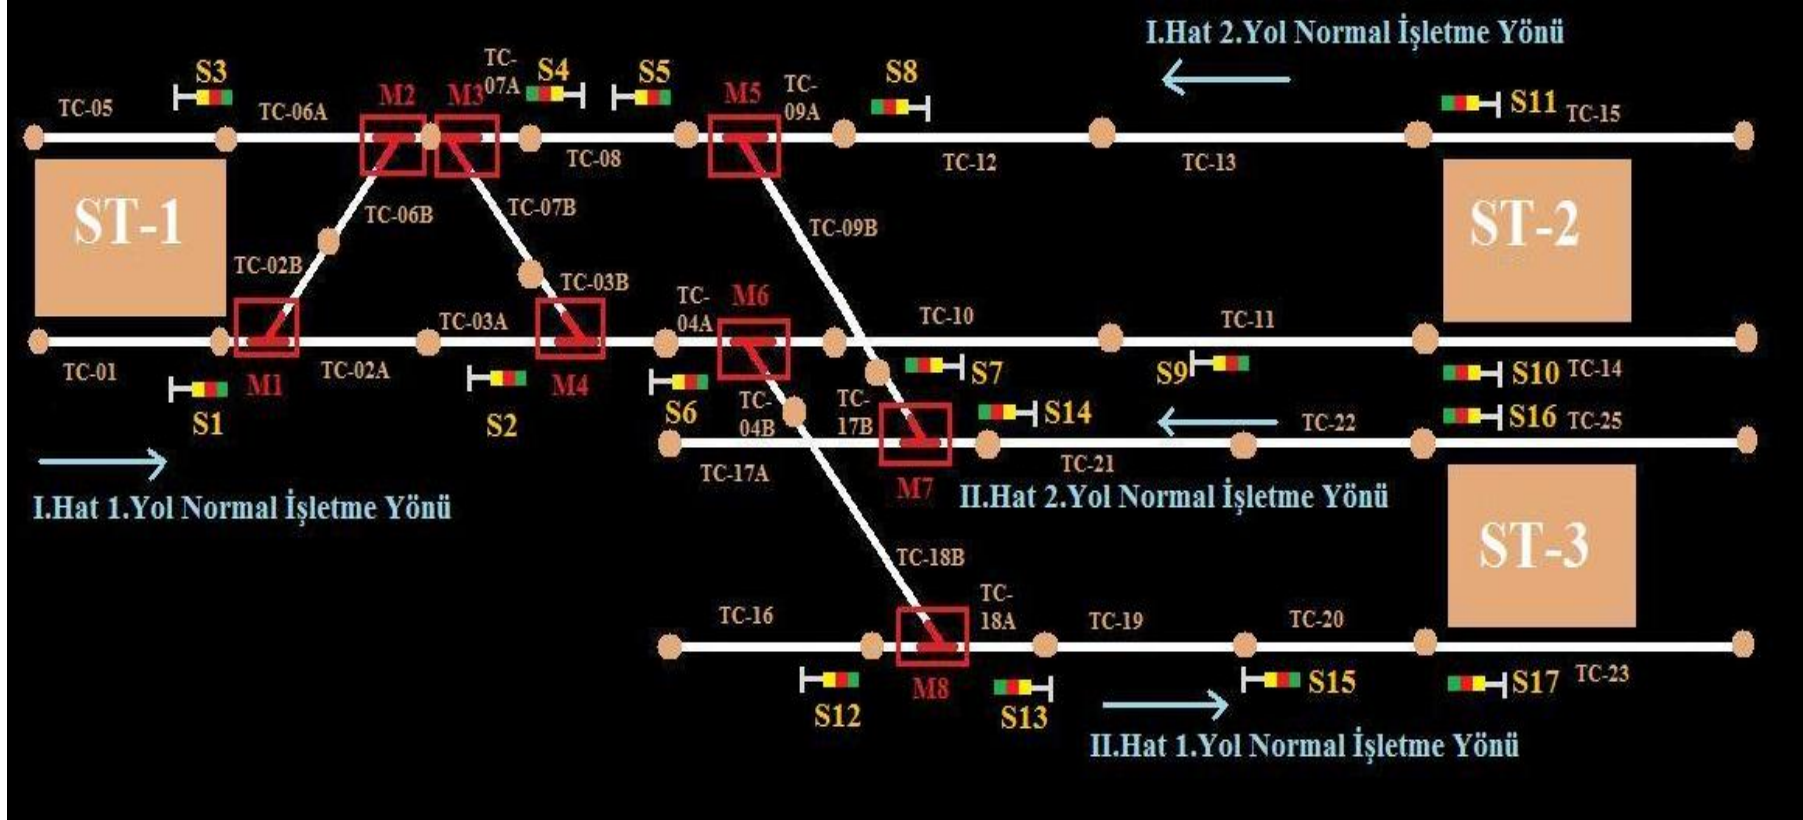 I.Hat 2.Yol Normal İşletme Yönü
TC-05
S3
TC-06A
M2
M3
TC-
07A
S4
S5
M5
TC-
09A
S8
S11
TC-15
TC-08
TC-12
TC-13
ST-1
TC-06B
TC-07B
TC-09B
ST-2
TC-02B
TC-03B
TC-01
M1
TC-02A
TC-03A
M4
TC-
04A
M6
TC-10
TC-11
S1
S2
S6
S7
S9
S10
TC-14
TC-
04B
TC-
17B
S14
TC-22
S16
TC-25
I.Hat 1.Yol Normal İşletme Yönü
TC-17A
M7
TC-21
II.Hat 2.Yol Normal İşletme Yönü
ST-3
TC-18B
TC-16
TC-
18A
TC-19
TC-20
S12
M8
S13
S15
S17
TC-23
II.Hat 1.Yol Normal İşletme Yönü